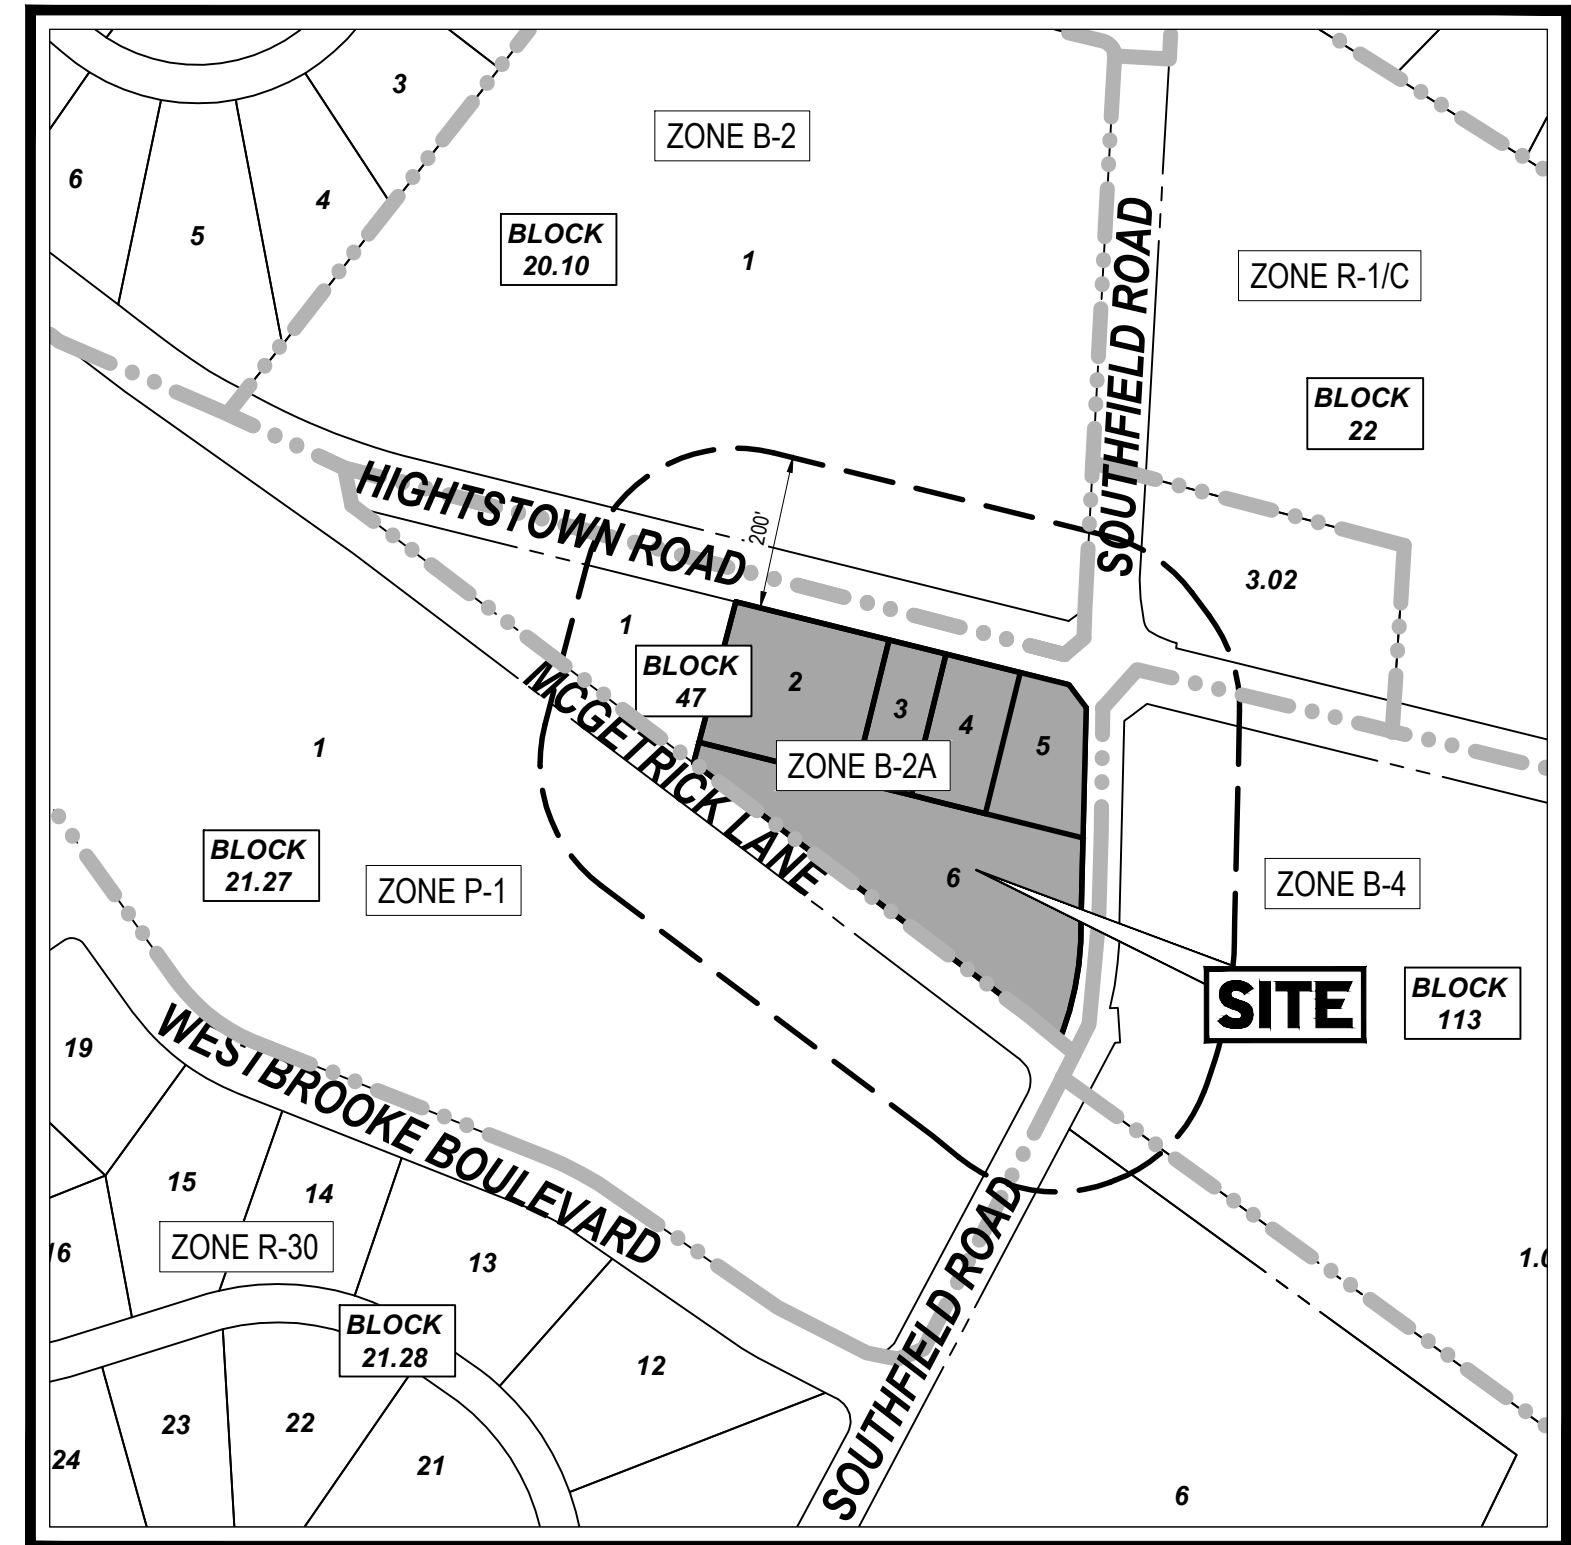 3
ZONE B-2
6
4
5
BLOCK
20.10
1
SOUTHFIELD ROAD
ZONE R-1/C
BLOCK
22
HIGHTSTOWN ROAD
200'
3.02
1
BLOCK
47
2
3
4
5
ZONE B-2A
MCGETRICK LANE
1
BLOCK
21.27
ZONE P-1
6
ZONE B-4
SITE
BLOCK
113
19
WESTBROOKE BOULEVARD
15
14
16
ZONE R-30
13
SOUTHFIELD ROAD
BLOCK
21.28
12
23
22
24
21
6